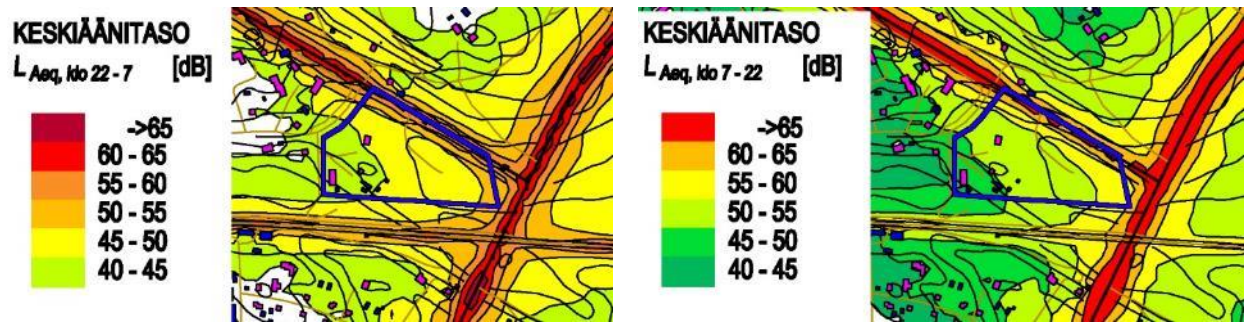 KESKIÄÄNITASO
L Aeq, klo 22 - 7 [dB]
->65
60 - 65
55 - 60
50 - 55
45 - 50
40 - 45
KESKIÄÄNITASO
L Aeq, klo 7 - 22 [dB]
->65
60 - 65
55 - 60
50 - 55
45 - 50
40 - 45